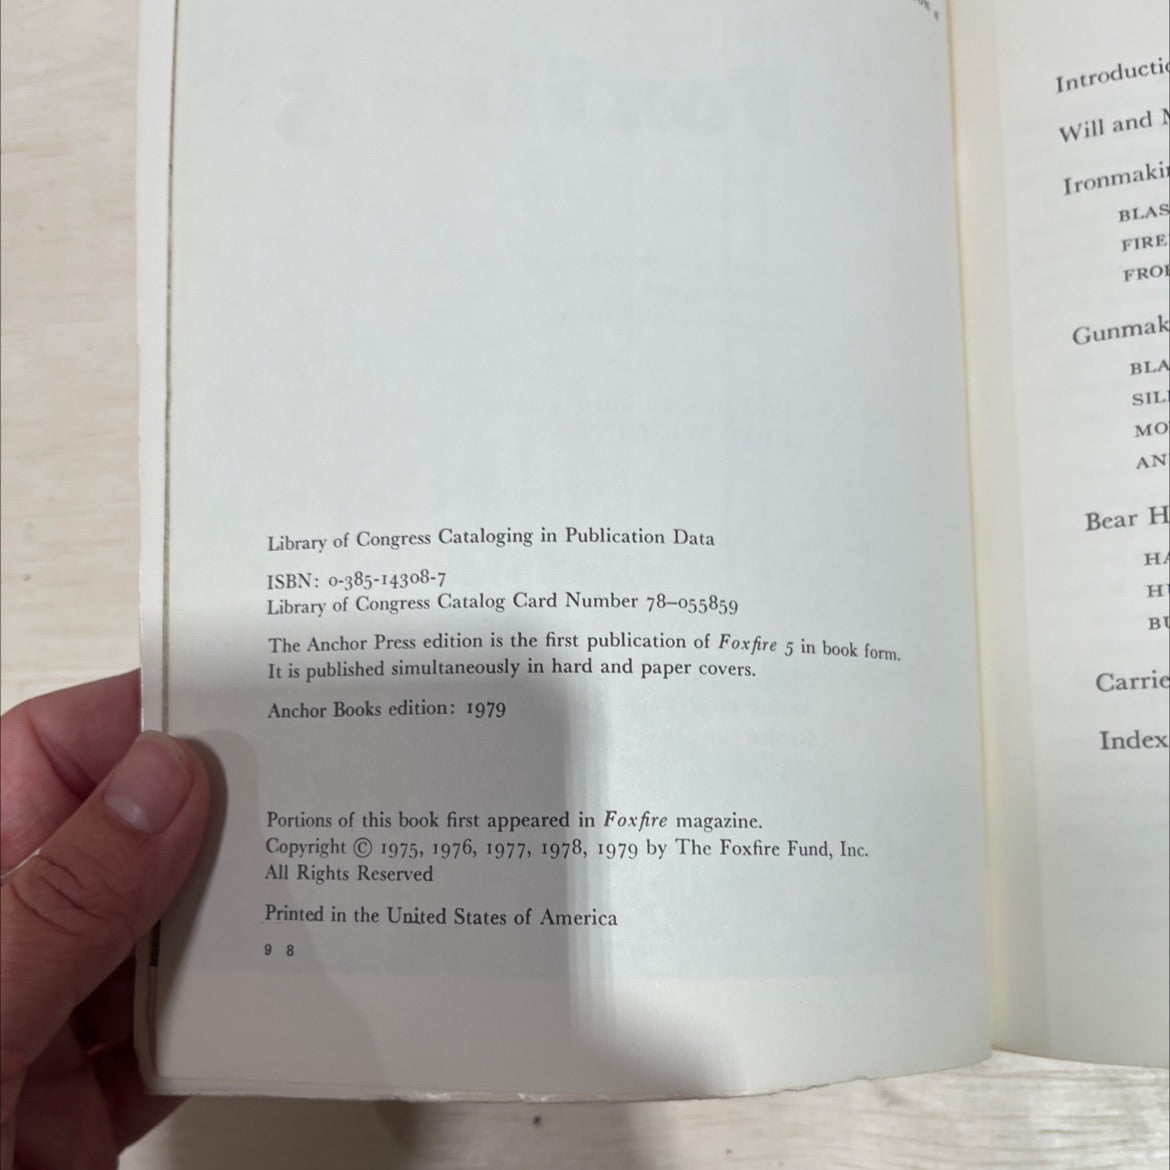 Library of Congress Cataloging in Publication Data
ISBN: 0-385-14308-7
Library of Congress Catalog Card Number 78–055859
The Anchor Press edition is the first publication of Foxfire 5 in book form.
It is published simultaneously in hard and paper covers.
Anchor Books edition: 1979
Portions of this book first appeared in Foxfire magazine.
Copyright © 1975, 1976, 1977, 1978, 1979 by The Foxfire Fund, Inc.
All Rights Reserved
Printed in the United States of America
9 8
Introductio
Will and M
Ironmakin
BLAS
FIRE
FROE
Gunmak
BLA
SIL
MO
AN
Bear H
HA
HU
BU
Carrie
Index